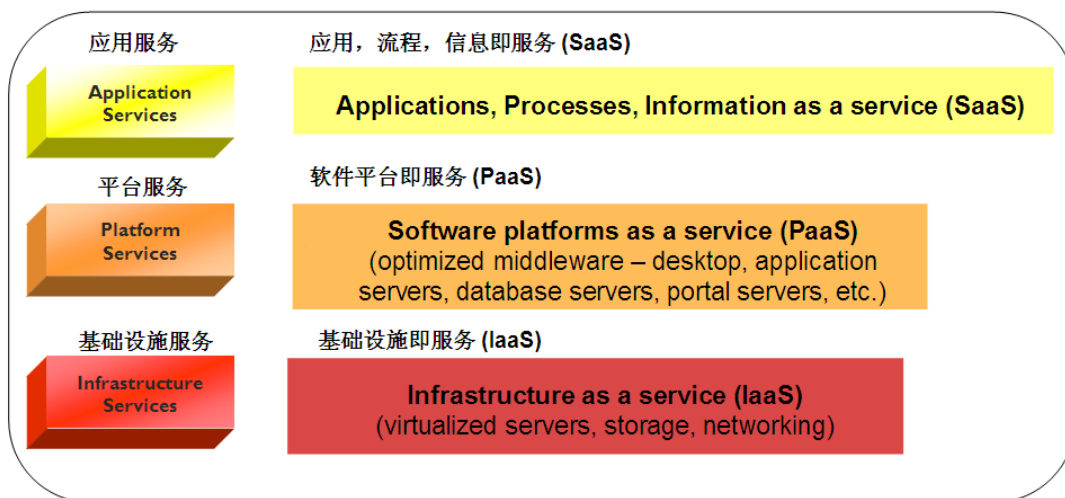 应用服务
应用，流程，信息即服务 (SaaS)
Application
Services
Applications, Processes, Information as a service (SaaS)
平台服务
软件平台即服务 (PaaS)
Platform
Services
Software platforms as a service (PaaS)
(optimized middleware – desktop, application
servers, database servers, portal servers, etc.)
基础设施服务
基础设施即服务 (IaaS)
Infrastructure
Services
Infrastructure as a service (IaaS)
(virtualized servers, storage, networking)